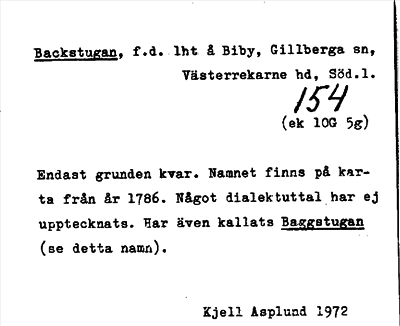 Backstugan, f.d. lht å Biby, Gillberga sn,
Västerrekarne hd, Söd.l.
154
(ek 10G 5g)
Endast grunden kvar. Namnet finns på kar-
ta från år 1786. Något dialektuttal har ej
upptecknats. Har även kallats Baggstugan
(se detta namn).
Kjell Asplund 1972